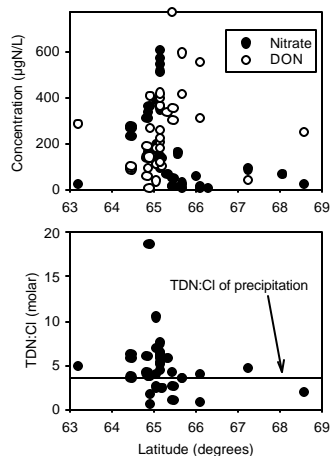 Nitrate
DON
Concentration (µgN/L)
600
400
200
0
63 64 65 66 67 68 69
TDN:Cl (molar)
20
15
10
5
0
TDN:Cl of precipitation
63 64 65 66 67 68 69
Latitude (degrees)